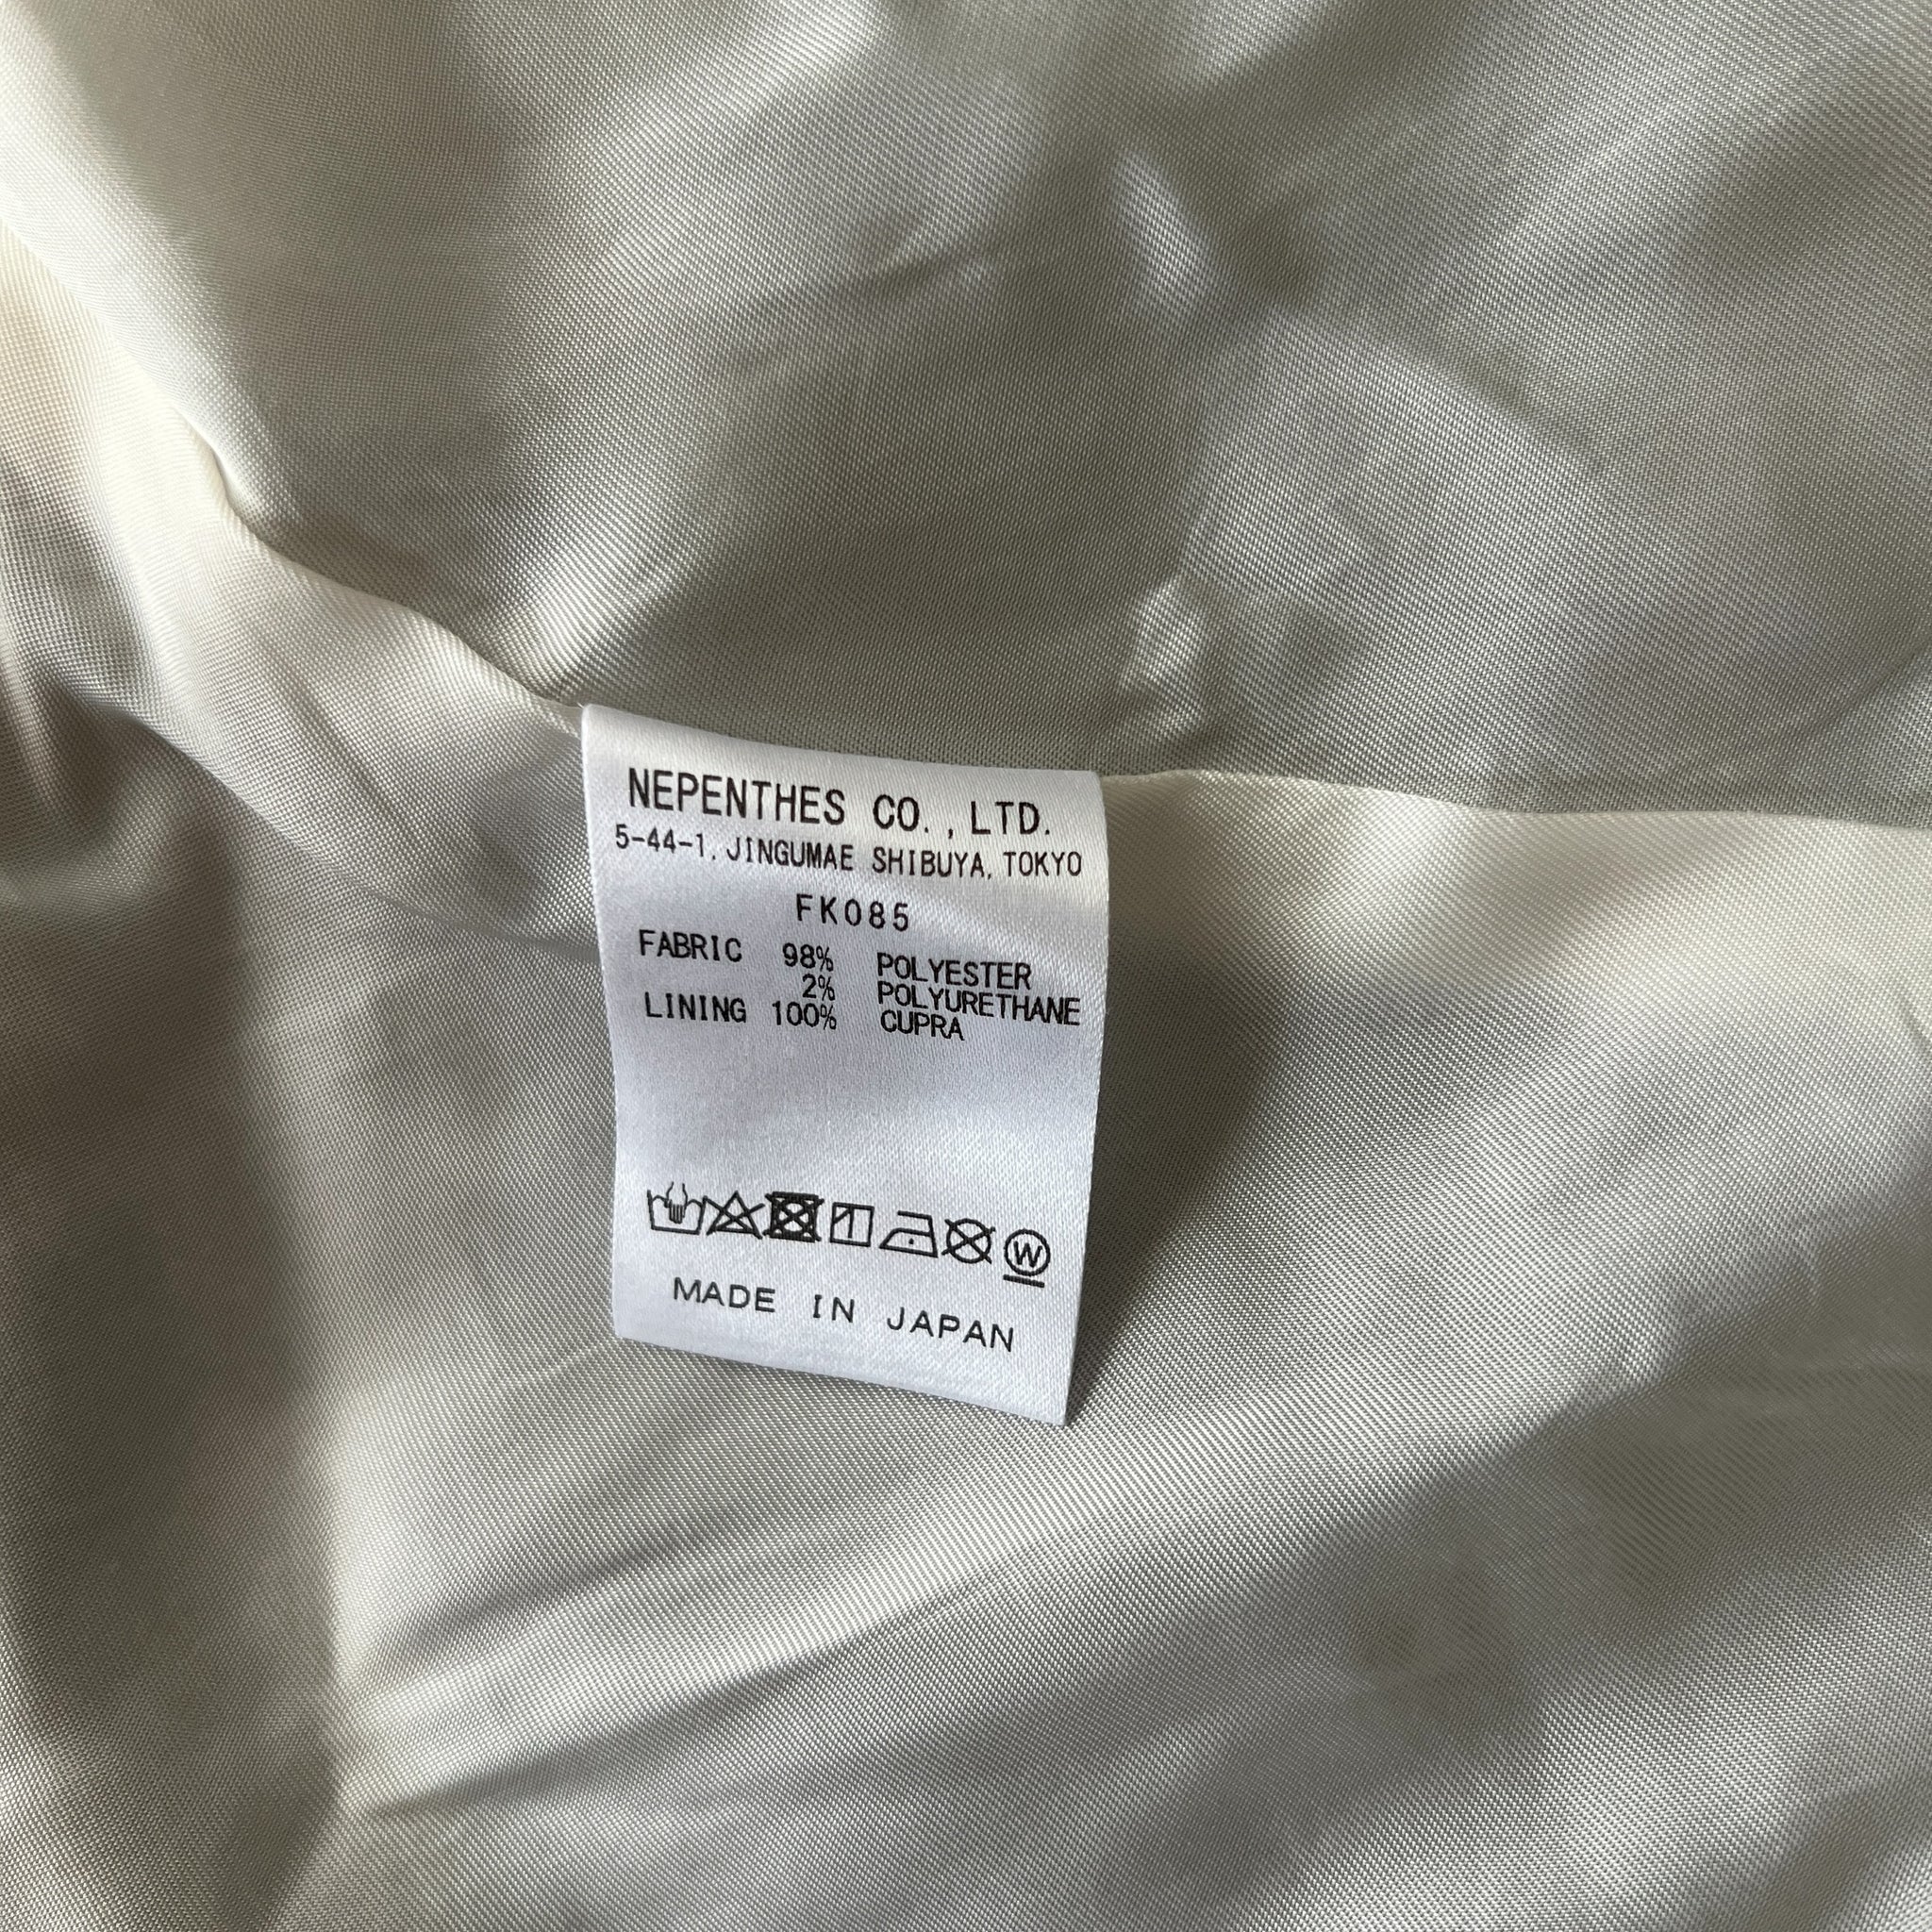 NEPENTHES CO., LTD.
5-44-1. JINGUMAE SHIBUYA, TOKYO
FK085
FABRIC 98% POLYESTER
2% POLYURETHANE
LINING 100% CUPRA
W
MADE IN JAPAN